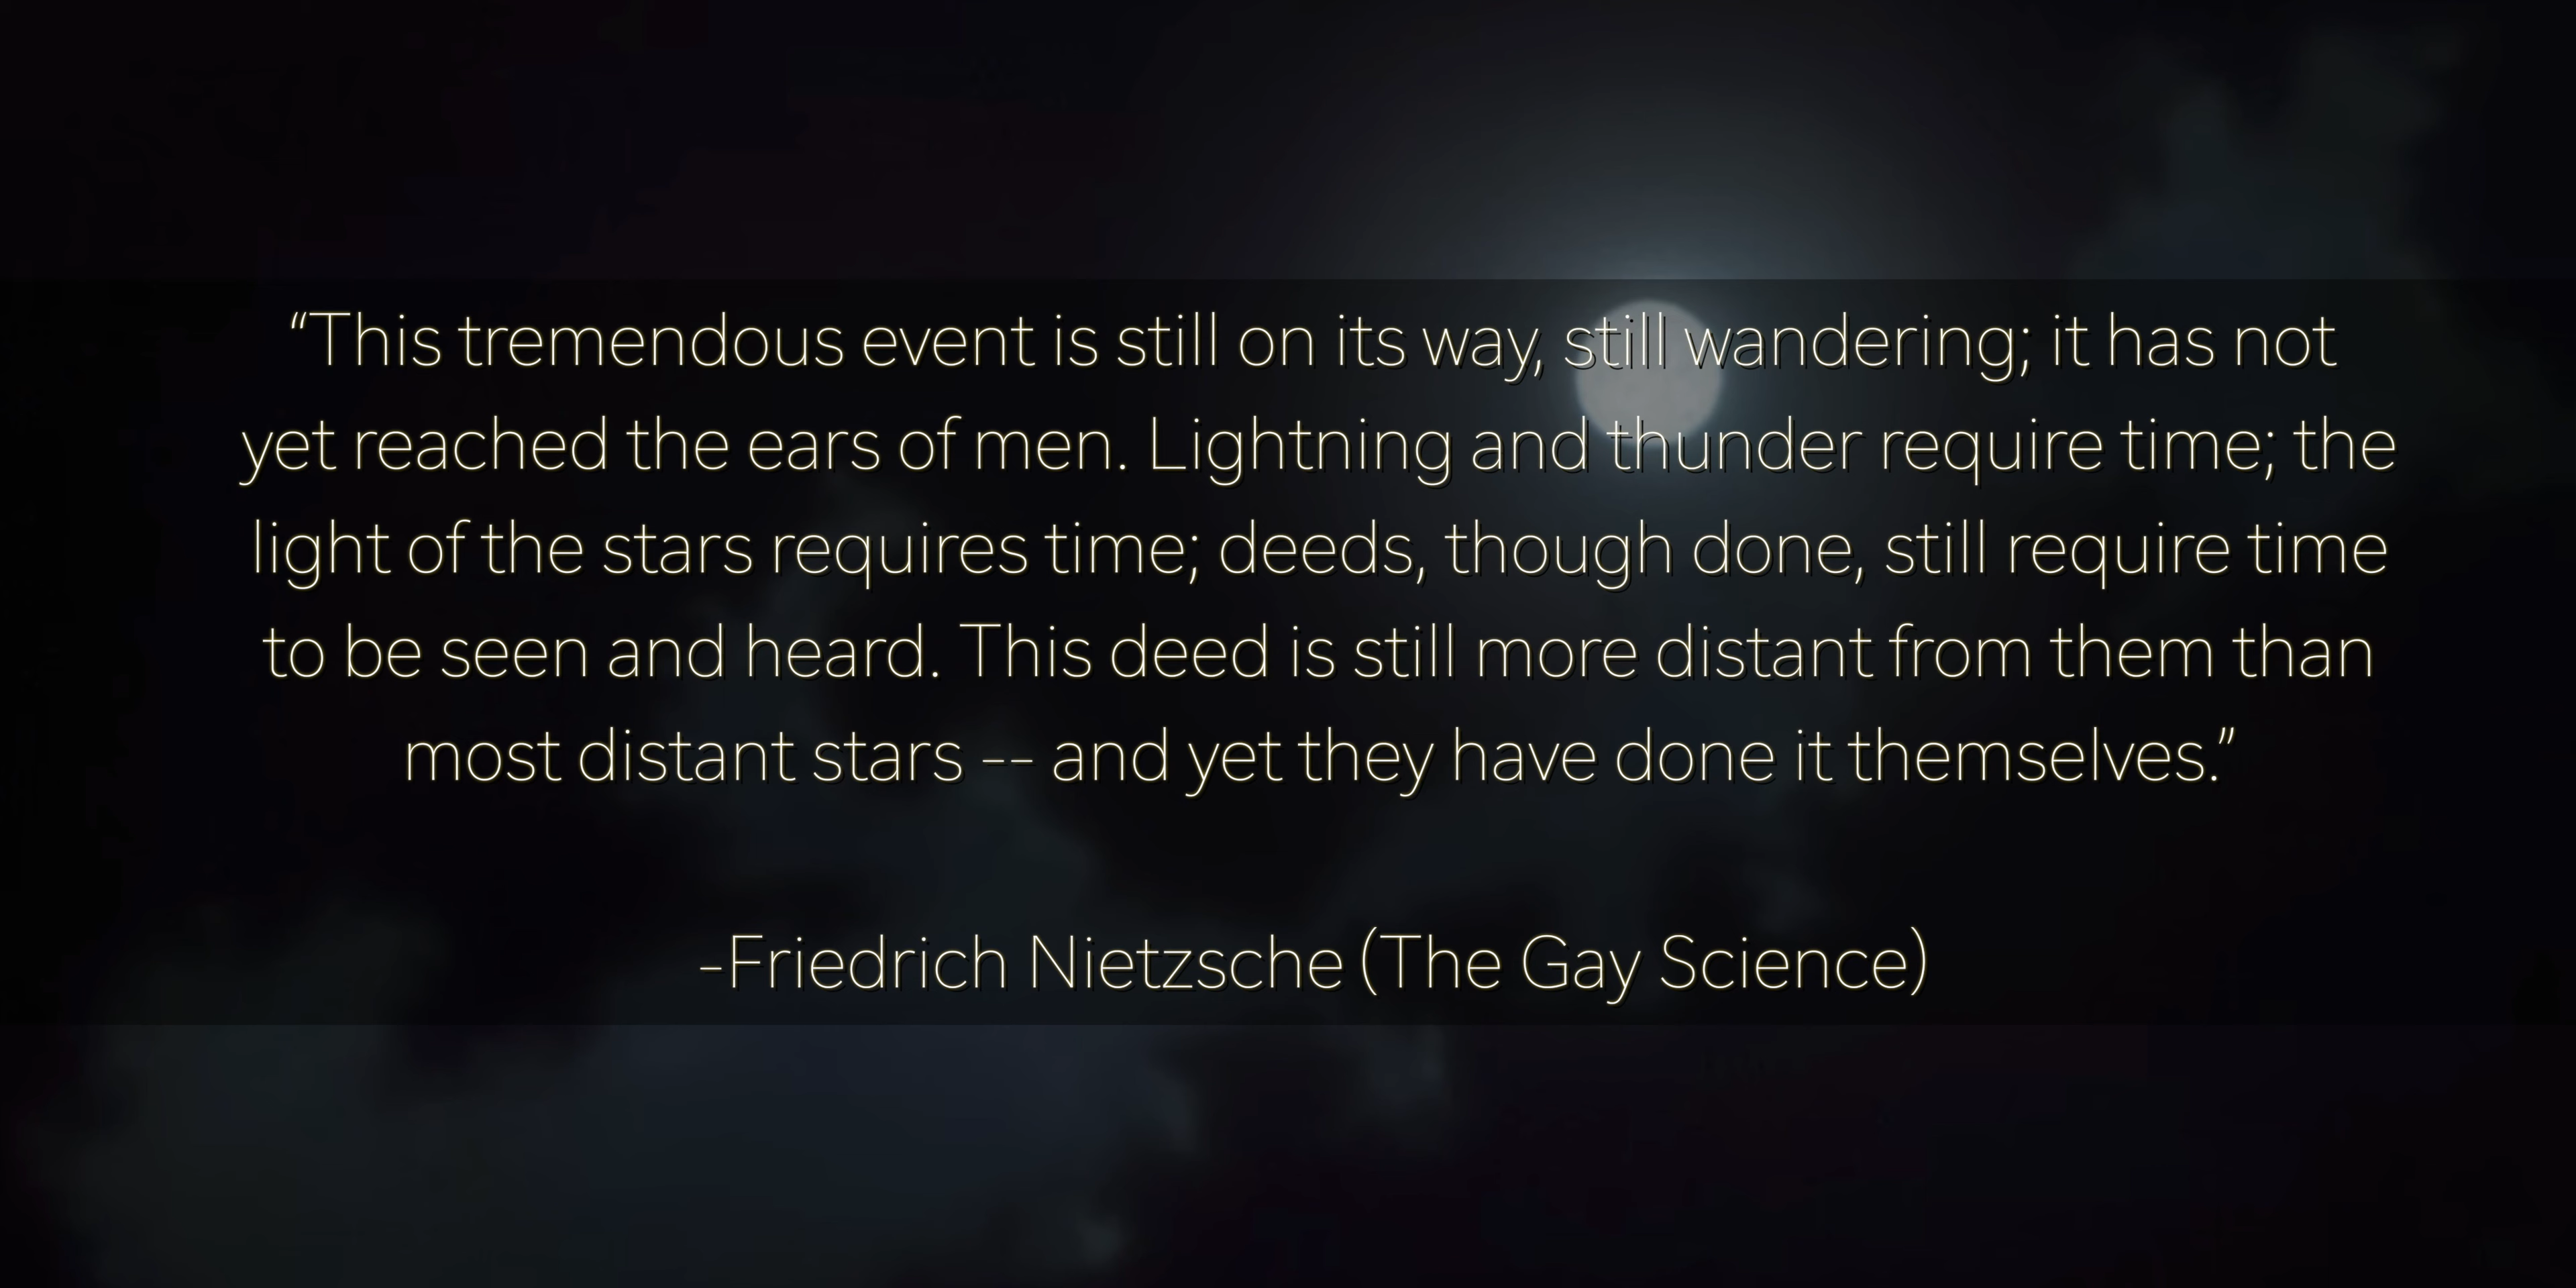 “This tremendous event is still on its way, still wandering; it has not
yet reached the ears of men. Lightning and thunder require time; the
light of the stars requires time; deeds, though done, still require time
to be seen and heard. This deed is still more distant from them than
most distant stars -- and yet they have done it themselves.”
-Friedrich Nietzsche (The Gay Science)